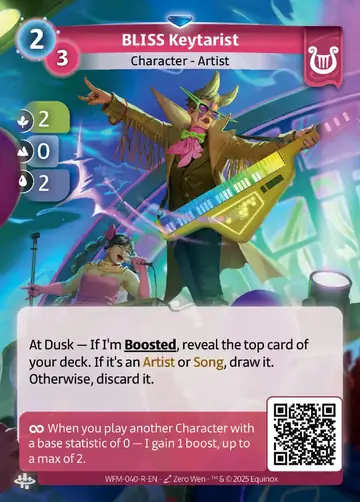 2
BLISS Keytarist
3
Character - Artist
2
0
2
At Dusk — If I'm Boosted, reveal the top card of
your deck. If it's an Artist or Song, draw it.
Otherwise, discard it.
∞ When you play another Character with
a base statistic of 0 — I gain 1 boost, up to
a max of 2.
WFM-040-R-EN - Zero Wen - ™ & © 2025 Equinox